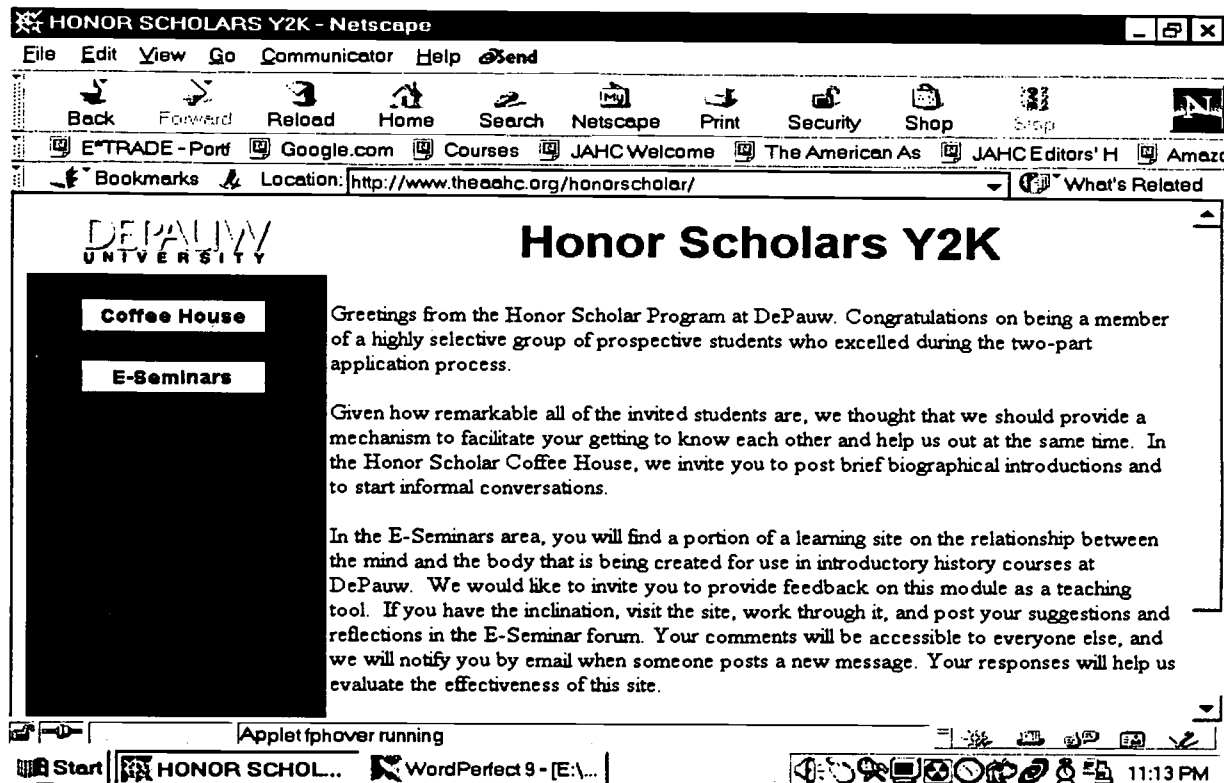 HONOR SCHOLARS Y2K - Netscape
File Edit View Go Communicator Help Send
Back Forward Reload Home Search Netscape Print Security Shop Stop
E*TRADE - Portf Google.com Courses JAHC Welcome The American As JAHC Editors' H Amazo
Bookmarks Location: http://www.theaahc.org/honorscholar/ What's Related
DEPAUW
UNIVERSITY
Honor Scholars Y2K
Coffee House
E-Seminars
Greetings from the Honor Scholar Program at DePauw. Congratulations on being a member
of a highly selective group of prospective students who excelled during the two-part
application process.
Given how remarkable all of the invited students are, we thought that we should provide a
mechanism to facilitate your getting to know each other and help us out at the same time. In
the Honor Scholar Coffee House, we invite you to post brief biographical introductions and
to start informal conversations.
In the E-Seminars area, you will find a portion of a learning site on the relationship between
the mind and the body that is being created for use in introductory history courses at
DePauw. We would like to invite you to provide feedback on this module as a teaching
tool. If you have the inclination, visit the site, work through it, and post your suggestions and
reflections in the E-Seminar forum. Your comments will be accessible to everyone else, and
we will notify you by email when someone posts a new message. Your responses will help us
evaluate the effectiveness of this site.
Applet fphover running
Start HONOR SCHOL... WordPerfect 9 - [E:\... 11:13 PM